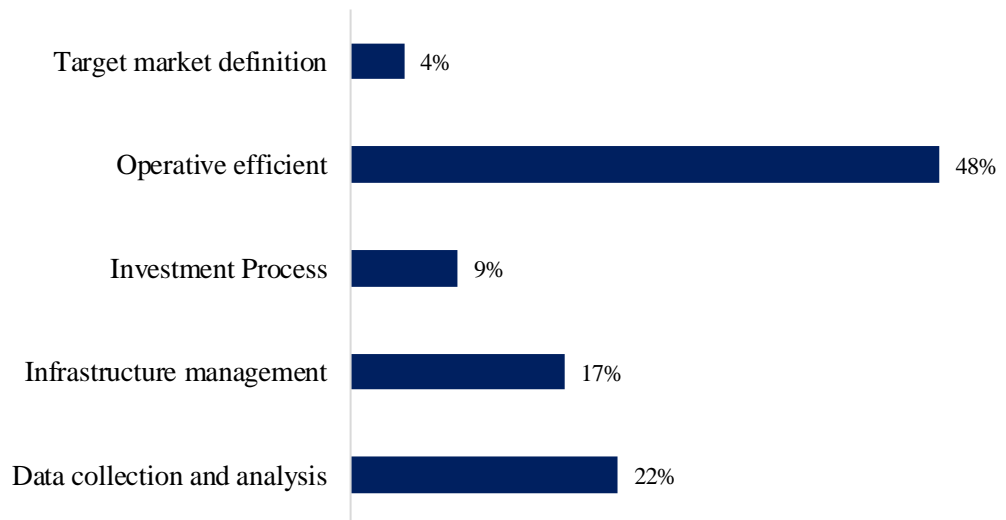 Target market definition 4%
Operative efficient 48%
Investment Process 9%
Infrastructure management 17%
Data collection and analysis 22%